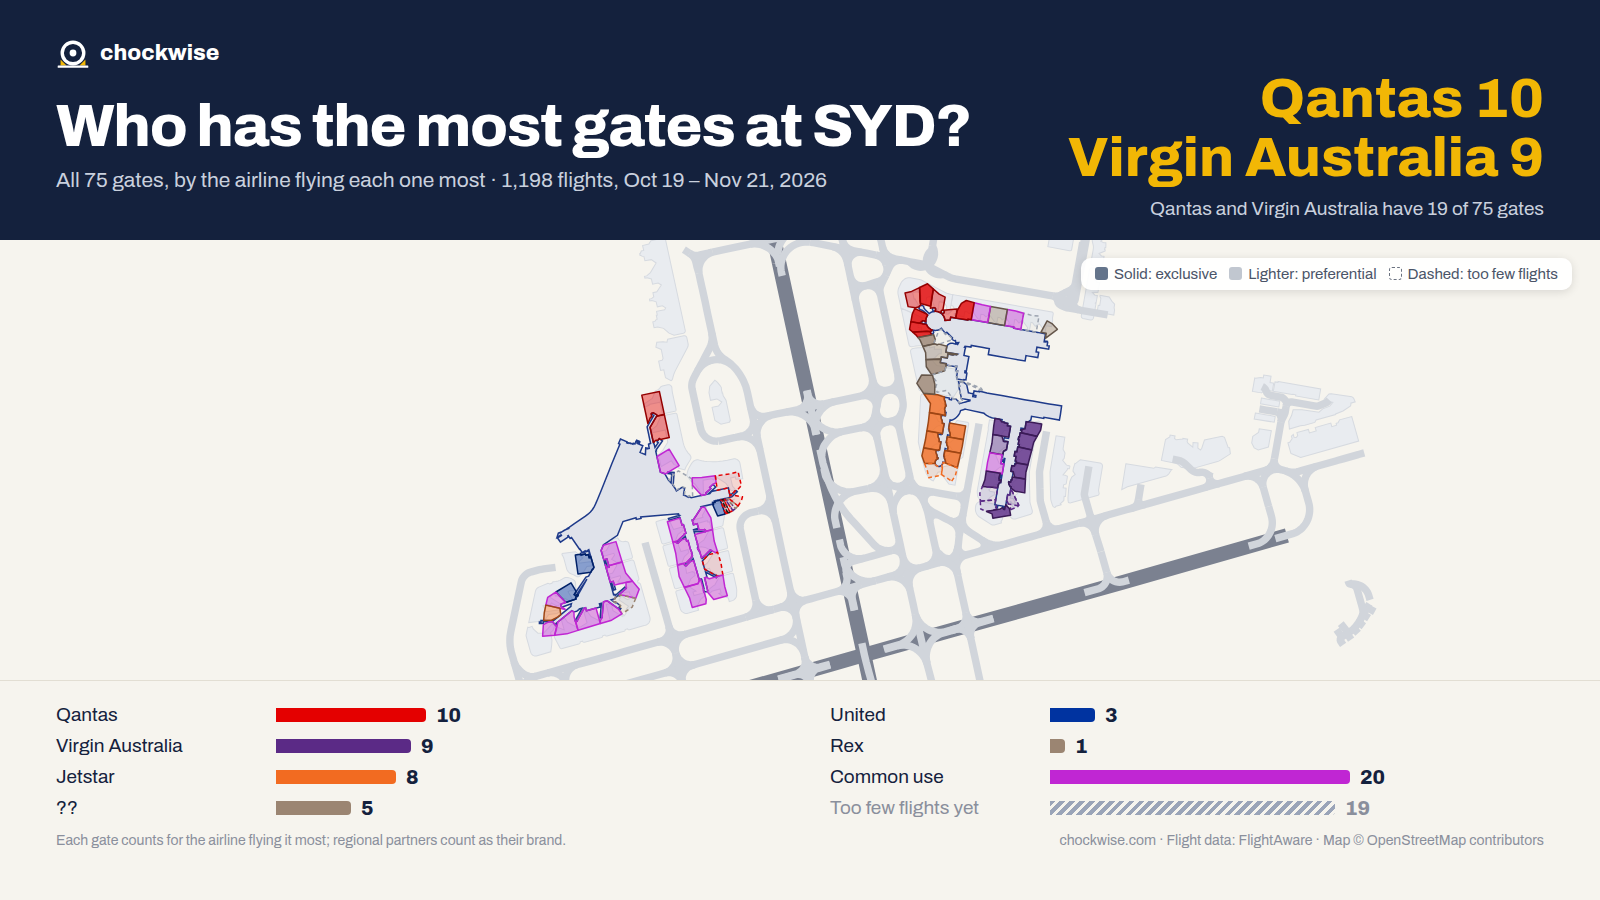 chockwise
Who has the most gates at SYD?
All 75 gates, by the airline flying each one most · 1,198 flights, Oct 19 – Nov 21, 2026
Qantas 10
Virgin Australia 9
Qantas and Virgin Australia have 19 of 75 gates
Solid: exclusive Lighter: preferential Dashed: too few flights
Qantas 10
Virgin Australia 9
Jetstar 8
?? 5
United 3
Rex 1
Common use 20
Too few flights yet 19
Each gate counts for the airline flying it most; regional partners count as their brand.
chockwise.com · Flight data: FlightAware · Map © OpenStreetMap contributors